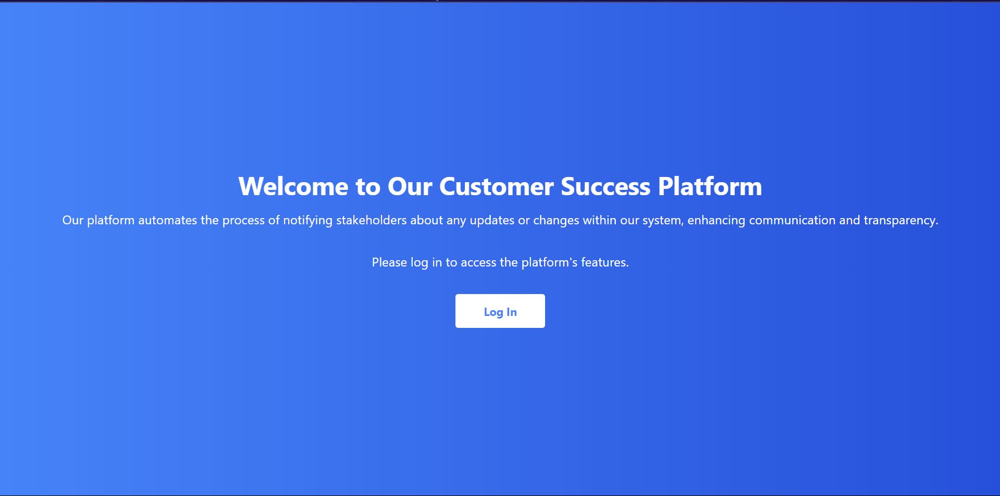 Welcome to Our Customer Success Platform
Our platform automates the process of notifying stakeholders about any updates or changes within our system, enhancing communication and transparency.
Please log in to access the platform's features.
Log In